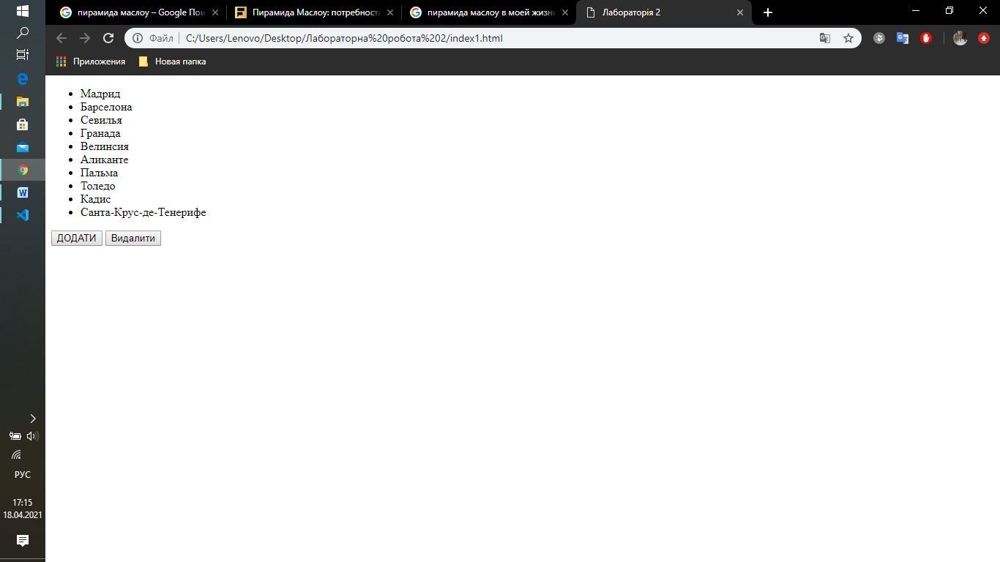 пирамида маслоу – Google Пои
Пирамида Маслоу: потребності
пирамида маслоу в моей жизни
Лабораторія 2
Файл
C:/Users/Lenovo/Desktop/Лабораторна%20робота%202/index1.html
Приложения
Новая папка
Мадрид
Барселона
Севилья
Гранада
Велинсия
Аликанте
Пальма
Толедо
Кадис
Санта-Крус-де-Тенерифе
ДОДАТИ
Видалити
РУС
17:15
18.04.2021